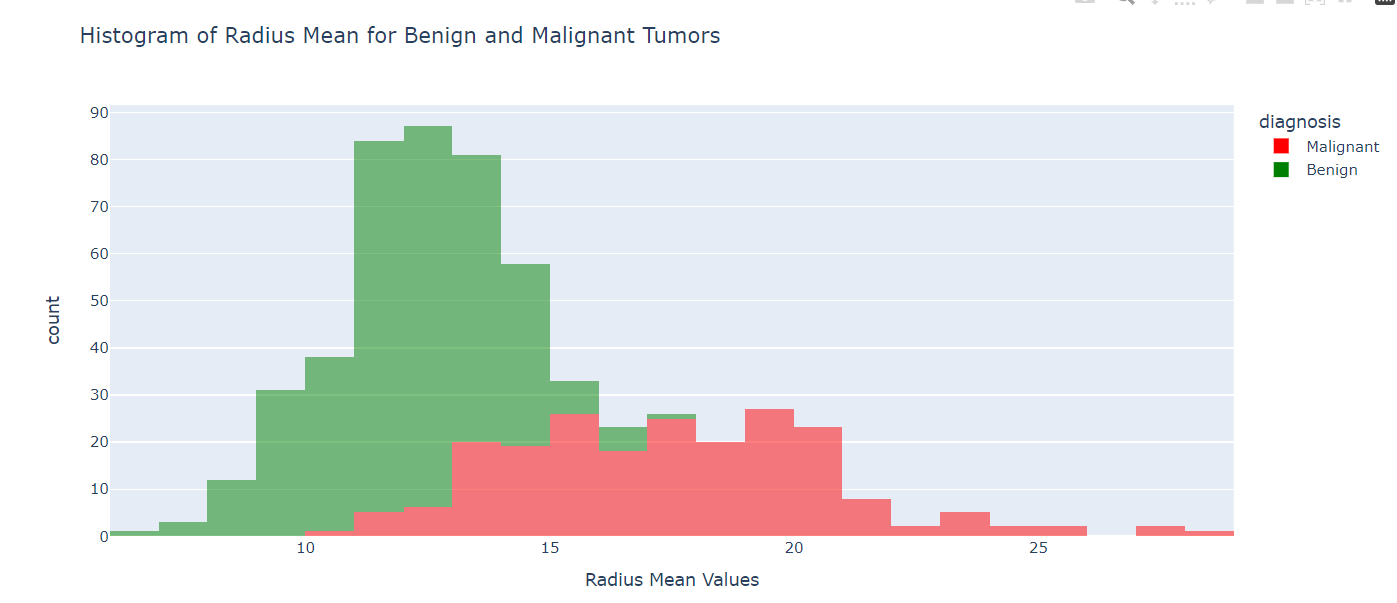 Histogram of Radius Mean for Benign and Malignant Tumors
90
80
70
60
50
40
30
20
10
0
count
10 15 20 25
Radius Mean Values
diagnosis
Malignant
Benign